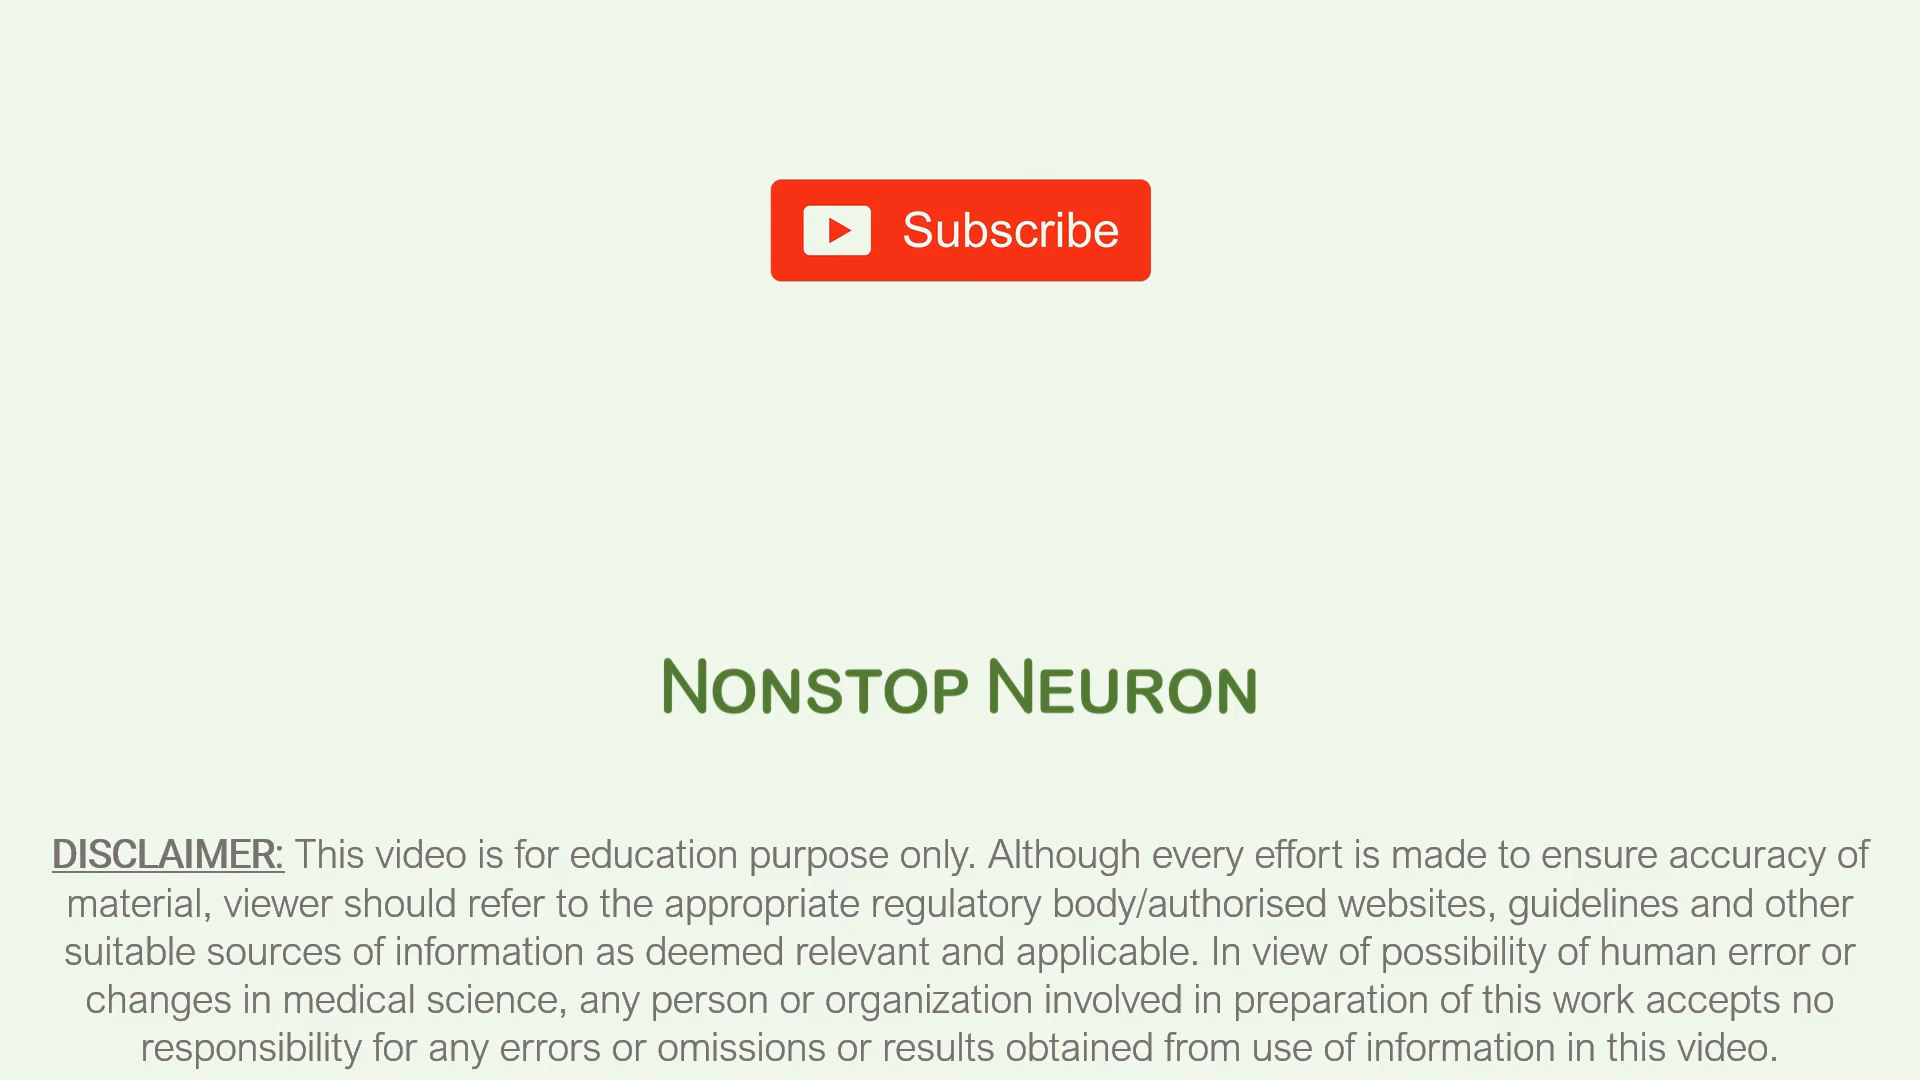 Subscribe
NONSTOP NEURON
DISCLAIMER: This video is for education purpose only. Although every effort is made to ensure accuracy of
material, viewer should refer to the appropriate regulatory body/authorised websites, guidelines and other
suitable sources of information as deemed relevant and applicable. In view of possibility of human error or
changes in medical science, any person or organization involved in preparation of this work accepts no
responsibility for any errors or omissions or results obtained from use of information in this video.